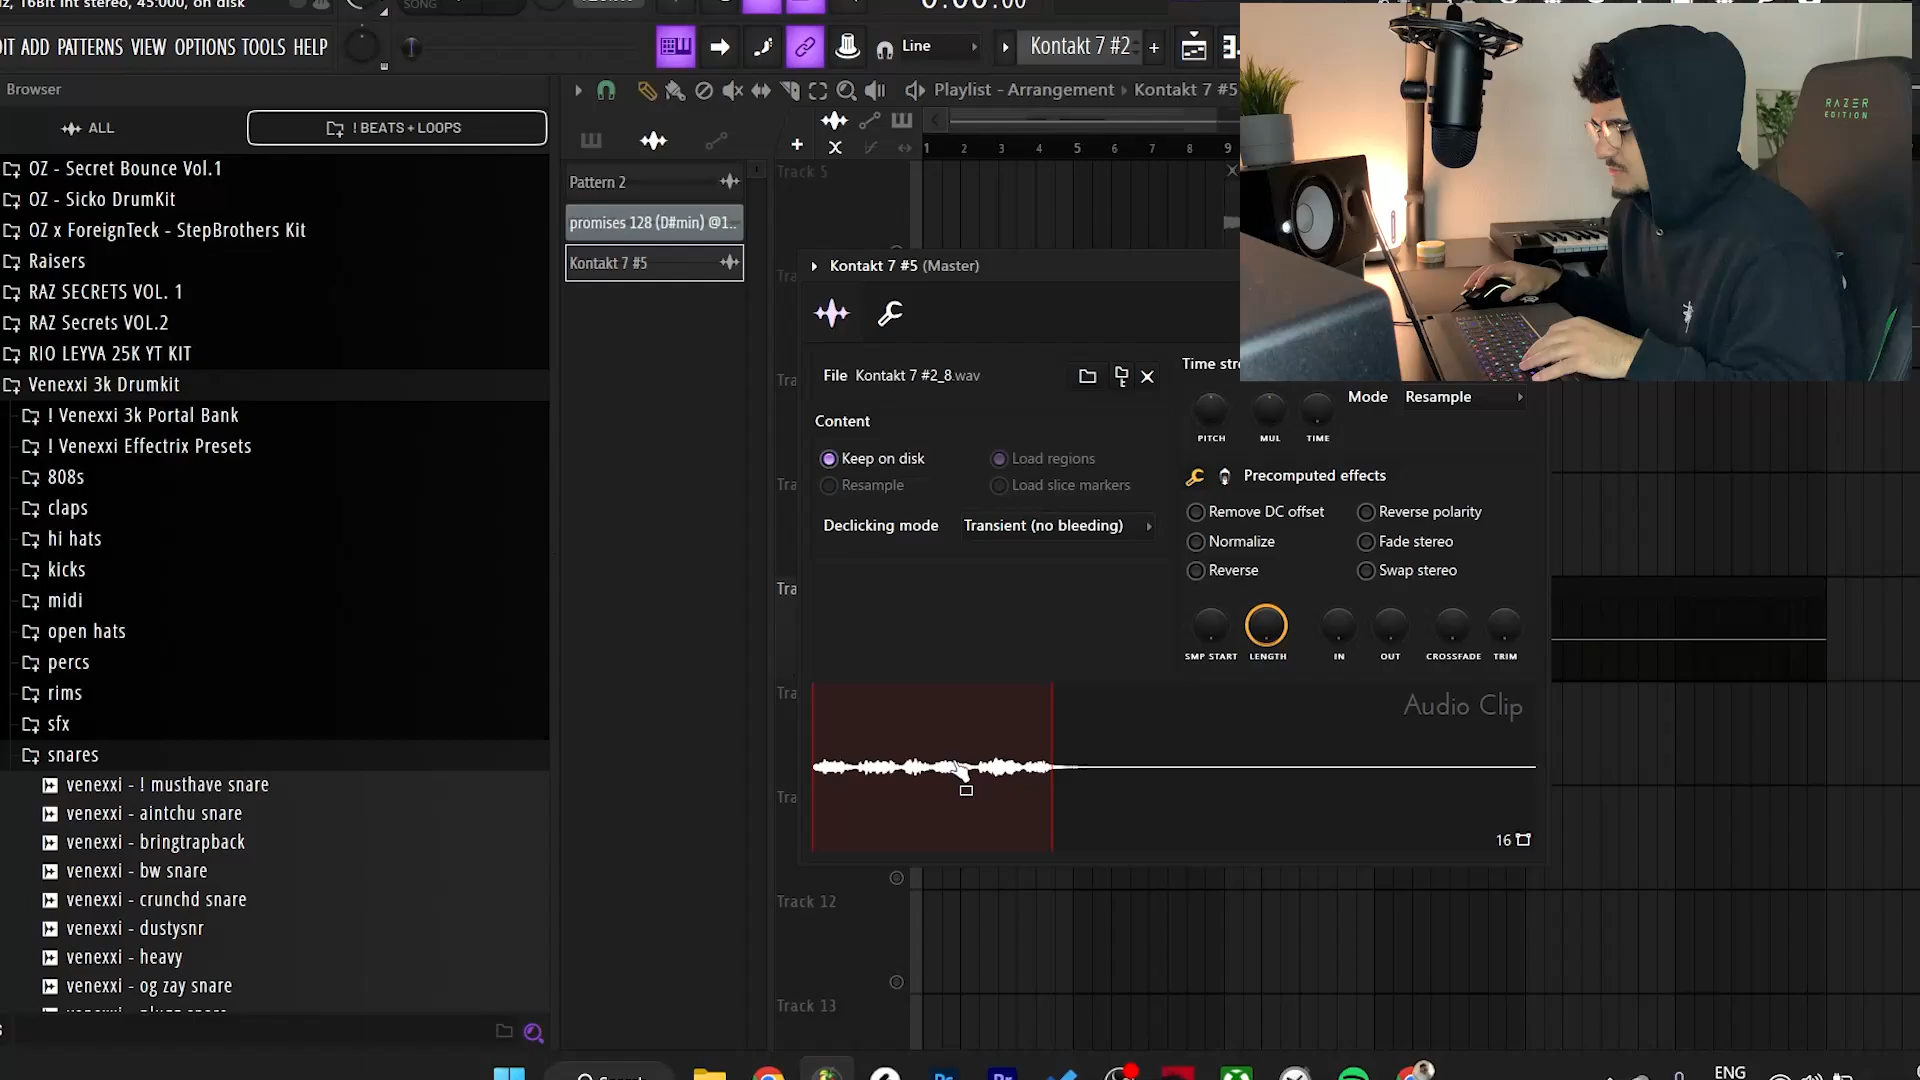 z, 16Bit Int stereo, 45:000, on disk
SONG
0:00:00
IT ADD PATTERNS VIEW OPTIONS TOOLS HELP
Line
Kontakt 7 #2
+
Browser
Playlist - Arrangement › Kontakt 7 #5
ALL
! BEATS + LOOPS
1 2 3 4 5 6 7 8 9
RAZER
EDITION
OZ - Secret Bounce Vol.1
OZ - Sicko DrumKit
OZ x ForeignTeck - StepBrothers Kit
Raisers
RAZ SECRETS VOL. 1
RAZ Secrets VOL.2
RIO LEYVA 25K YT KIT
Venexxi 3k Drumkit
! Venexxi 3k Portal Bank
! Venexxi Effectrix Presets
808s
claps
hi hats
kicks
midi
open hats
percs
rims
sfx
snares
venexxi - ! musthave snare
venexxi - aintchu snare
venexxi - bringtrapback
venexxi - bw snare
venexxi - crunchd snare
venexxi - dustysnr
venexxi - heavy
venexxi - og zay snare
Pattern 2
promises 128 (D#min) @1..
Kontakt 7 #5
Track 5
Kontakt 7 #5 (Master)
File Kontakt 7 #2_8.wav
Time str
Mode Resample
PITCH MUL TIME
Content
Keep on disk
Load regions
Resample
Load slice markers
Declicking mode Transient (no bleeding)
Precomputed effects
Remove DC offset
Reverse polarity
Normalize
Fade stereo
Reverse
Swap stereo
SMP START LENGTH IN OUT CROSSFADE TRIM
Audio Clip
16
Track 12
Track 13
ENG